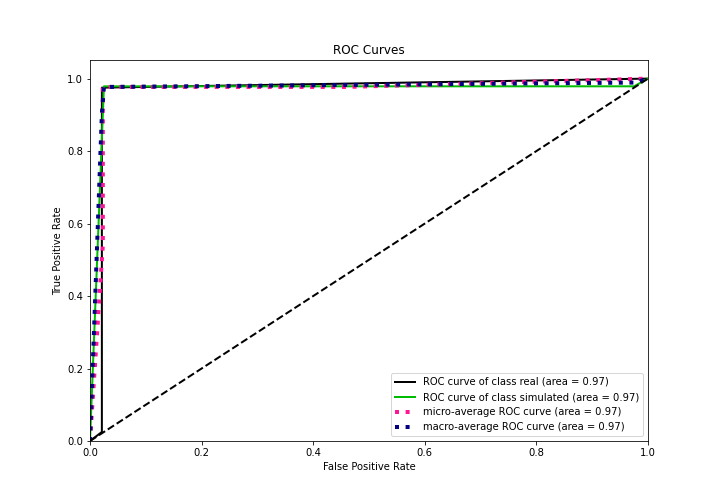 ROC Curves
True Positive Rate
1.0
0.8
0.6
0.4
0.2
0.0
0.0 0.2 0.4 0.6 0.8 1.0
False Positive Rate
ROC curve of class real (area = 0.97)
ROC curve of class simulated (area = 0.97)
micro-average ROC curve (area = 0.97)
macro-average ROC curve (area = 0.97)